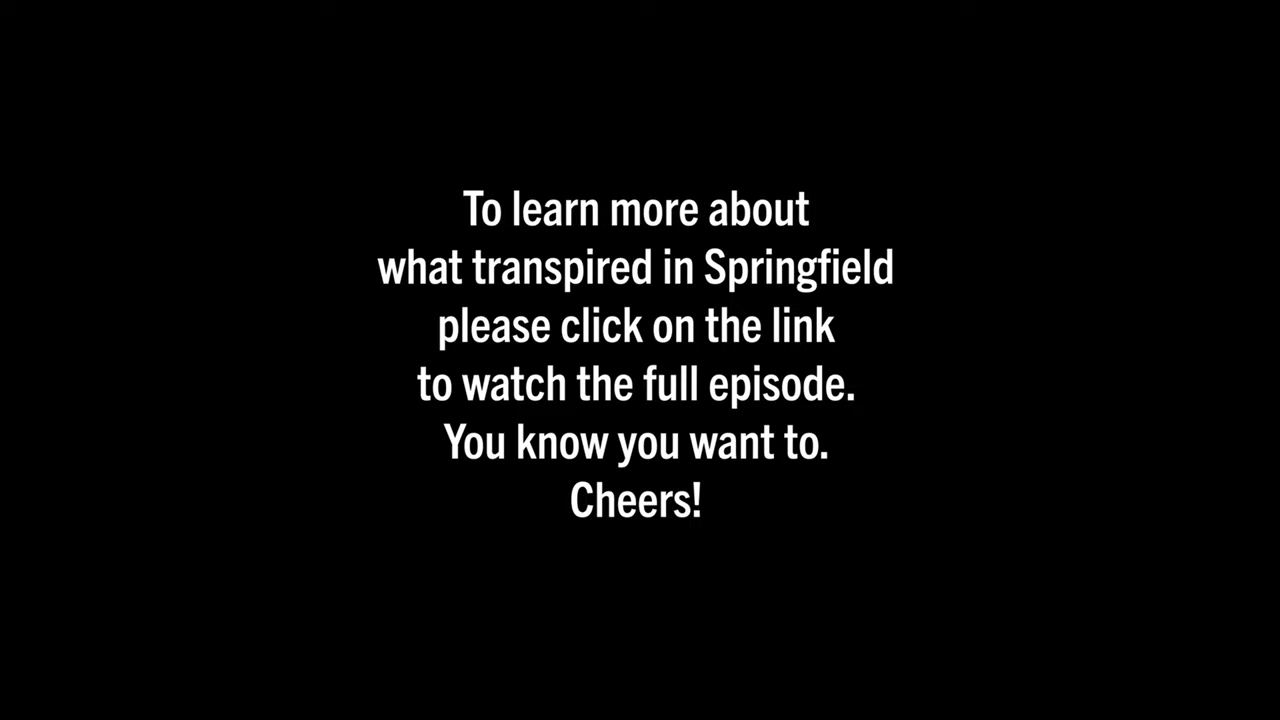 To learn more about
what transpired in Springfield
please click on the link
to watch the full episode.
You know you want to.
Cheers!